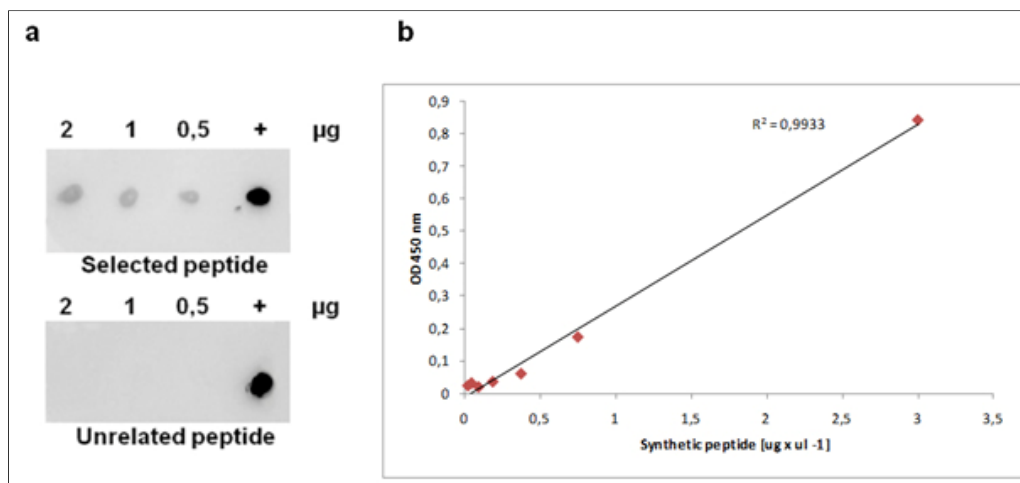 a
2 1 0,5 + µg
Selected peptide
2 1 0,5 + µg
Unrelated peptide
b
0,9
0,8
0,7
0,6
0,5
0,4
0,3
0,2
0,1
0
OD 450 nm
R² = 0,9933
0 0,5 1 1,5 2 2,5 3 3,5
Synthetic peptide [ug x ul -1]